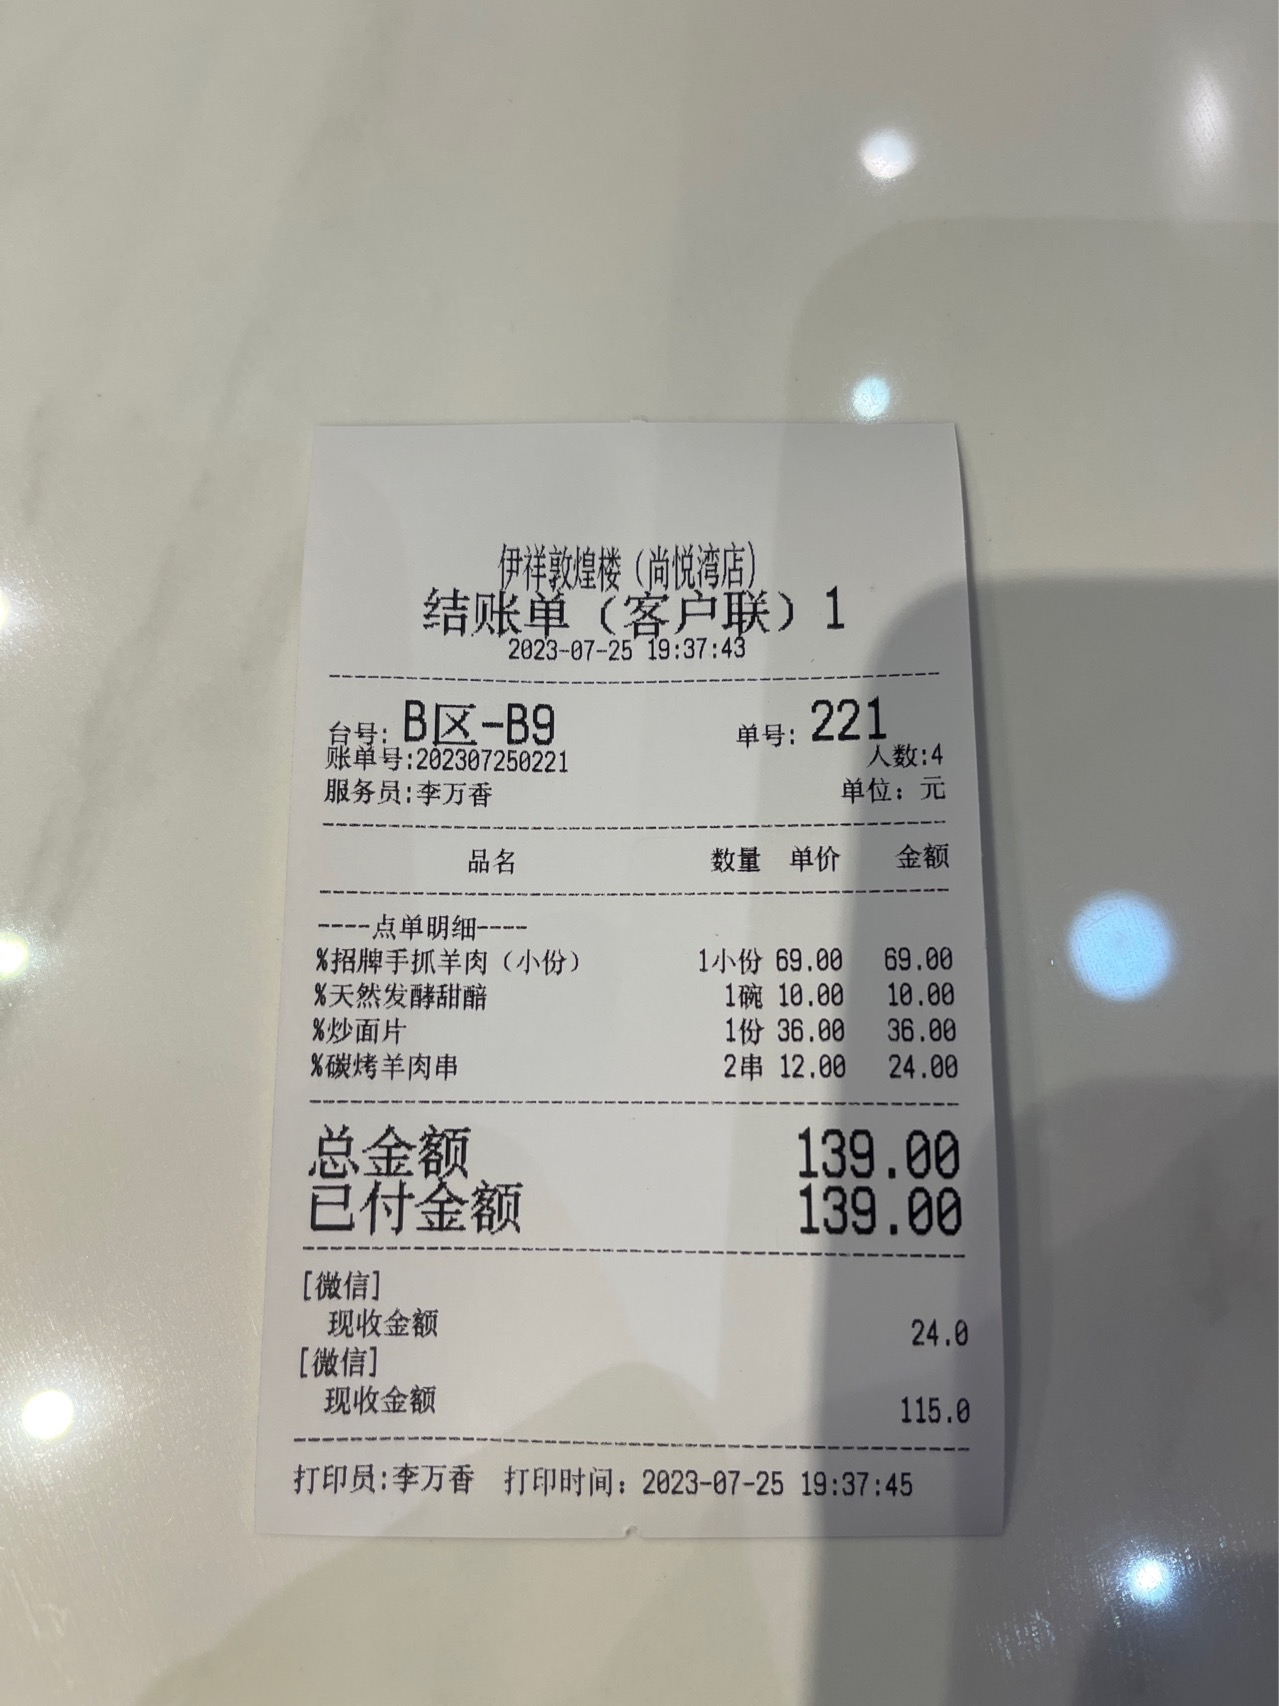 伊祥敦煌楼（尚悦湾店）
结账单（客户联）1
2023-07-25 19:37:43
台号: B区-B9 单号: 221
账单号:202307250221 人数:4
服务员:李万香 单位：元
品名 数量 单价 金额
----点单明细----
%招牌手抓羊肉（小份） 1小份 69.00 69.00
%天然发酵甜醅 1碗 10.00 10.00
%炒面片 1份 36.00 36.00
%碳烤羊肉串 2串 12.00 24.00
总金额 139.00
已付金额 139.00
[微信]
现收金额 24.0
[微信]
现收金额 115.0
打印员:李万香 打印时间：2023-07-25 19:37:45